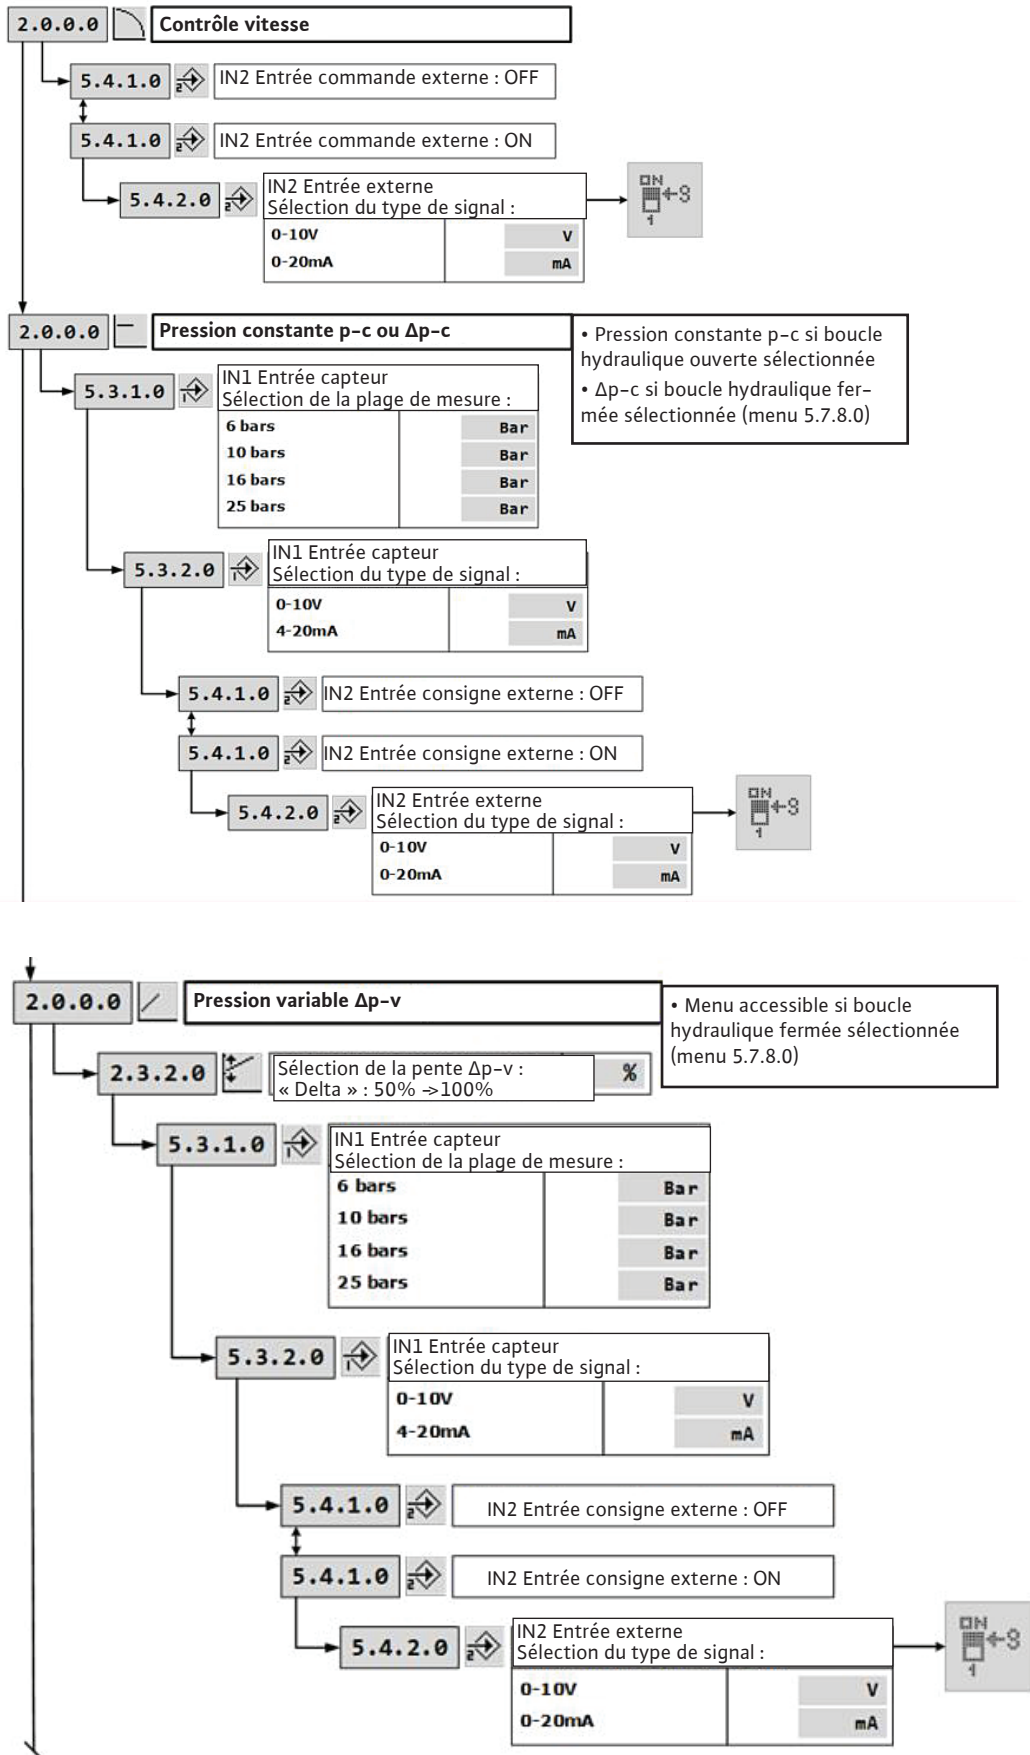 2.0.0.0 Contrôle vitesse
5.4.1.0 2 IN2 Entrée commande externe : OFF
5.4.1.0 2 IN2 Entrée commande externe : ON
5.4.2.0 2 IN2 Entrée externe
Sélection du type de signal :
0-10V V
0-20mA mA
ON
1
2.0.0.0 Pression constante p-c ou Δp-c
• Pression constante p-c si boucle
hydraulique ouverte sélectionnée
• Δp-c si boucle hydraulique fer-
mée sélectionnée (menu 5.7.8.0)
5.3.1.0 1 IN1 Entrée capteur
Sélection de la plage de mesure :
6 bars Bar
10 bars Bar
16 bars Bar
25 bars Bar
5.3.2.0 1 IN1 Entrée capteur
Sélection du type de signal :
0-10V V
4-20mA mA
5.4.1.0 2 IN2 Entrée consigne externe : OFF
5.4.1.0 2 IN2 Entrée consigne externe : ON
5.4.2.0 2 IN2 Entrée externe
Sélection du type de signal :
0-10V V
0-20mA mA
ON
1
2.0.0.0 Pression variable Δp-v
• Menu accessible si boucle
hydraulique fermée sélectionnée
(menu 5.7.8.0)
2.3.2.0 Sélection de la pente Δp-v : %
« Delta » : 50% ->100%
5.3.1.0 1 IN1 Entrée capteur
Sélection de la plage de mesure :
6 bars Bar
10 bars Bar
16 bars Bar
25 bars Bar
5.3.2.0 1 IN1 Entrée capteur
Sélection du type de signal :
0-10V V
4-20mA mA
5.4.1.0 2 IN2 Entrée consigne externe : OFF
5.4.1.0 2 IN2 Entrée consigne externe : ON
5.4.2.0 2 IN2 Entrée externe
Sélection du type de signal :
0-10V V
0-20mA mA
ON
1